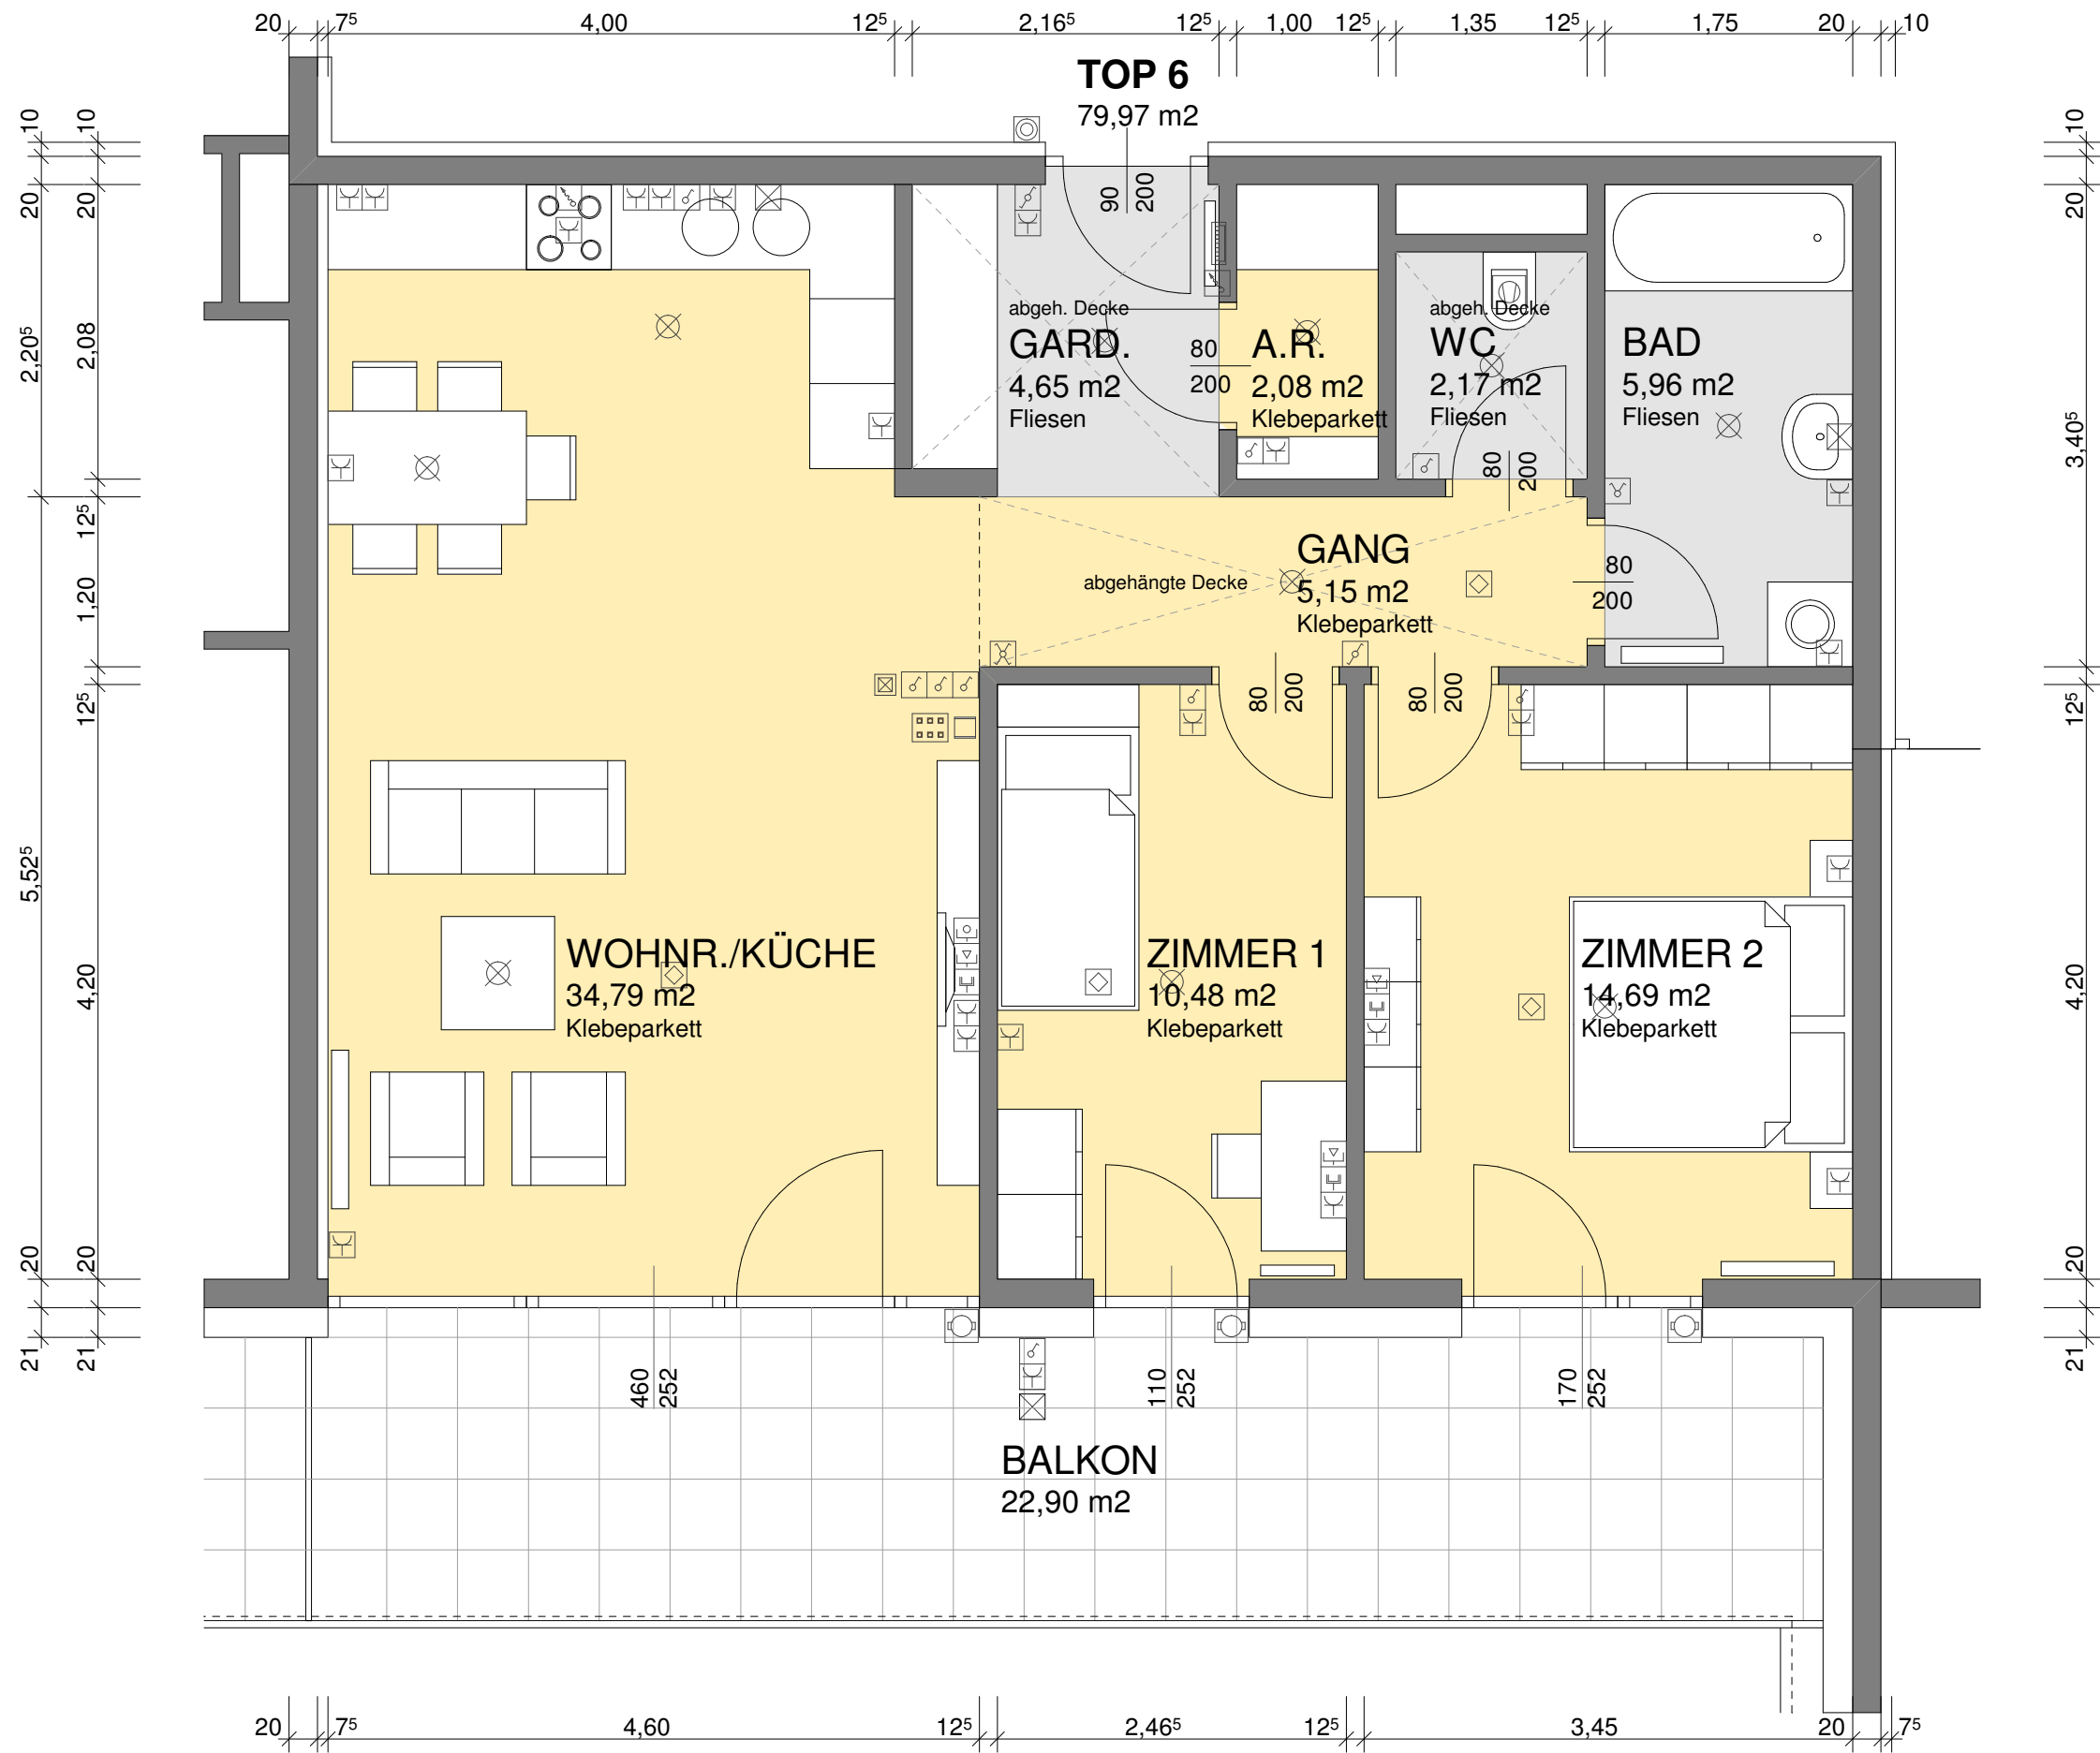 20 7⁵ 4,00 12⁵ 2,16⁵ 12⁵ 1,00 12⁵ 1,35 12⁵ 1,75 20 10
TOP 6
79,97 m2
10 10 10
20 20 20
90
200
2,20⁵ 2,08
abgeh. Decke
GARD.
4,65 m2
Fliesen
80
200
A.R.
2,08 m2
Klebeparkett
abgeh. Decke
WC
2,17 m2
Fliesen
80
200
BAD
5,96 m2
Fliesen
3,40⁵
12⁵
1,20
12⁵
GANG
5,15 m2
Klebeparkett
abgehängte Decke
80
200
80
200
80
200
12⁵
5,52⁵
4,20
WOHNR./KÜCHE
34,79 m2
Klebeparkett
ZIMMER 1
10,48 m2
Klebeparkett
ZIMMER 2
14,69 m2
Klebeparkett
4,20
20 20 20
21 21 21
460
252
110
252
170
252
BALKON
22,90 m2
20 7⁵ 4,60 12⁵ 2,46⁵ 12⁵ 3,45 20 7⁵